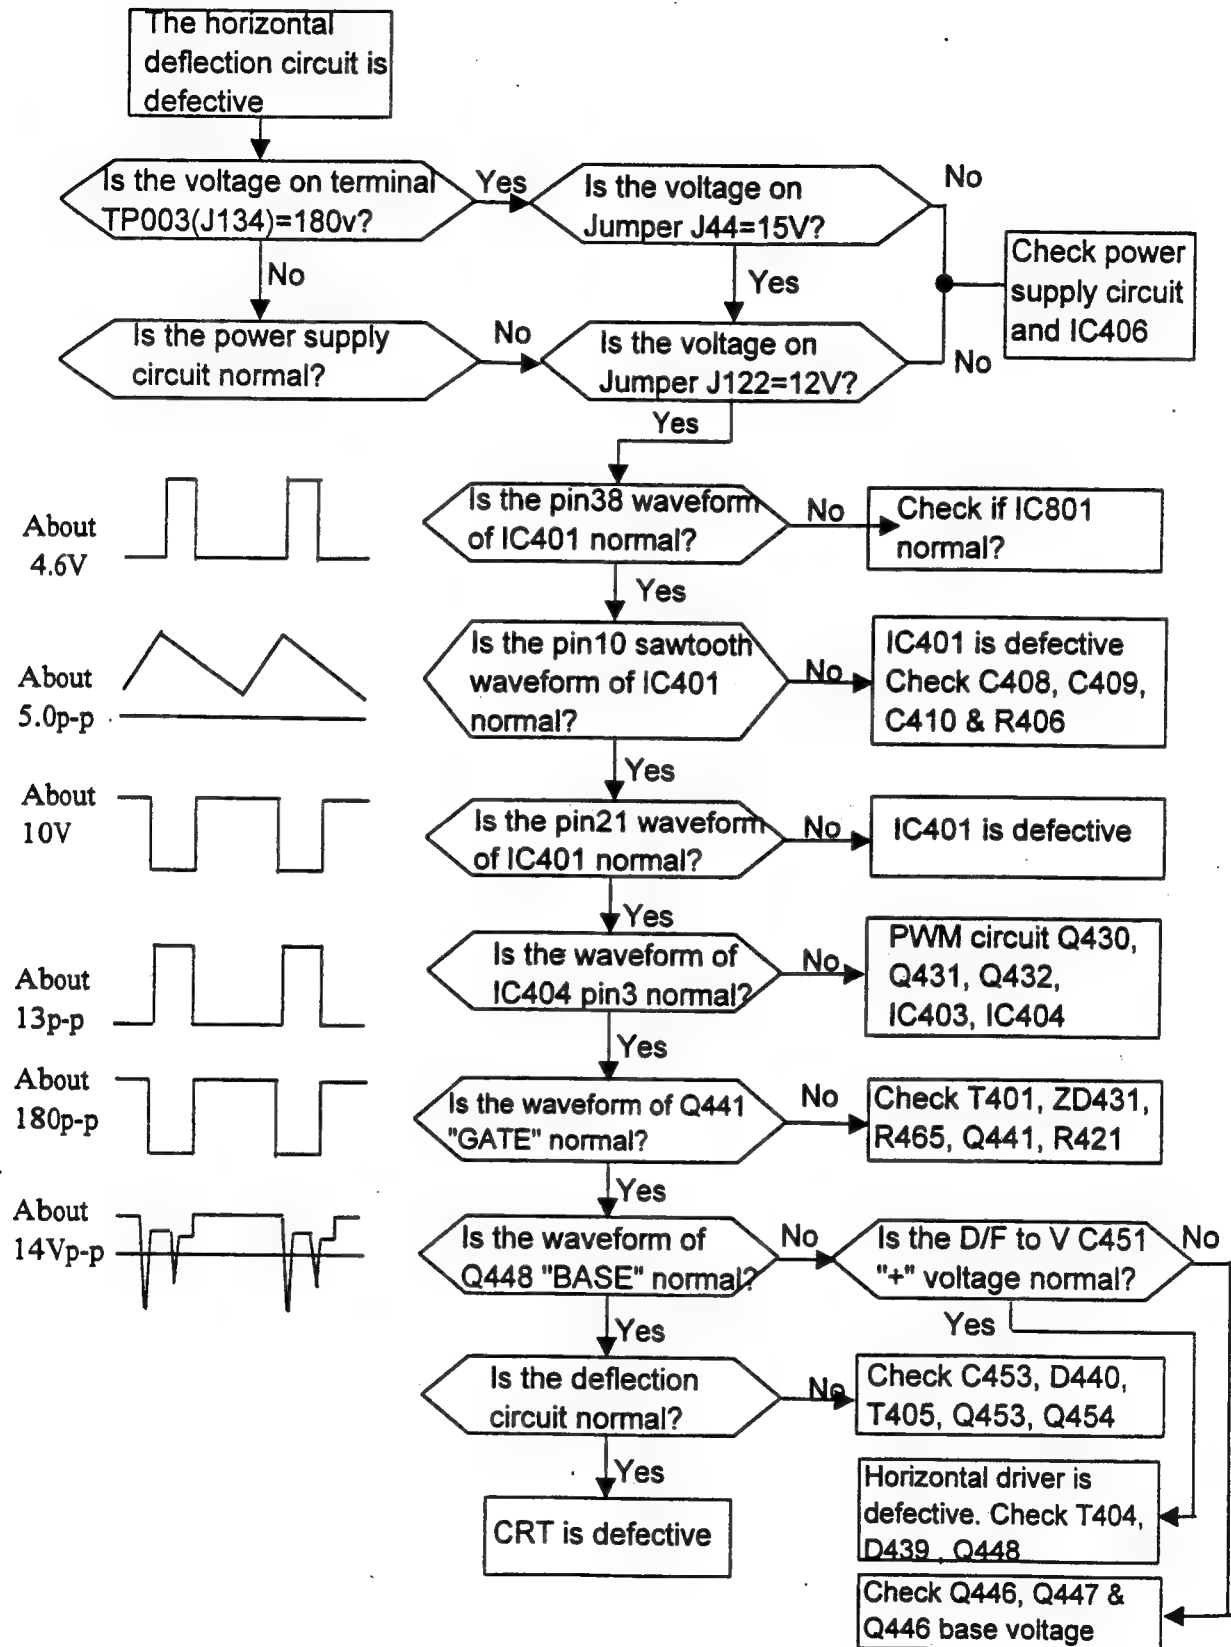 The horizontal
deflection circuit is
defective
Is the voltage on terminal
TP003(J134)=180v?
Yes
Is the voltage on
Jumper J44=15V?
No
Check power
supply circuit
and IC406
No
Yes
Is the power supply
circuit normal?
No
Is the voltage on
Jumper J122=12V?
No
Yes
About
4.6V
Is the pin38 waveform
of IC401 normal?
No
Check if IC801
normal?
Yes
About
5.0p-p
Is the pin10 sawtooth
waveform of IC401
normal?
No
IC401 is defective
Check C408, C409,
C410 & R406
Yes
About
10V
Is the pin21 waveform
of IC401 normal?
No
IC401 is defective
Yes
About
13p-p
Is the waveform of
IC404 pin3 normal?
No
PWM circuit Q430,
Q431, Q432,
IC403, IC404
Yes
About
180p-p
Is the waveform of Q441
"GATE" normal?
No
Check T401, ZD431,
R465, Q441, R421
Yes
About
14Vp-p
Is the waveform of
Q448 "BASE" normal?
No
Is the D/F to V C451
"+" voltage normal?
No
Yes
Yes
Is the deflection
circuit normal?
No
Check C453, D440,
T405, Q453, Q454
Yes
CRT is defective
Horizontal driver is
defective. Check T404,
D439 , Q448
Check Q446, Q447 &
Q446 base voltage